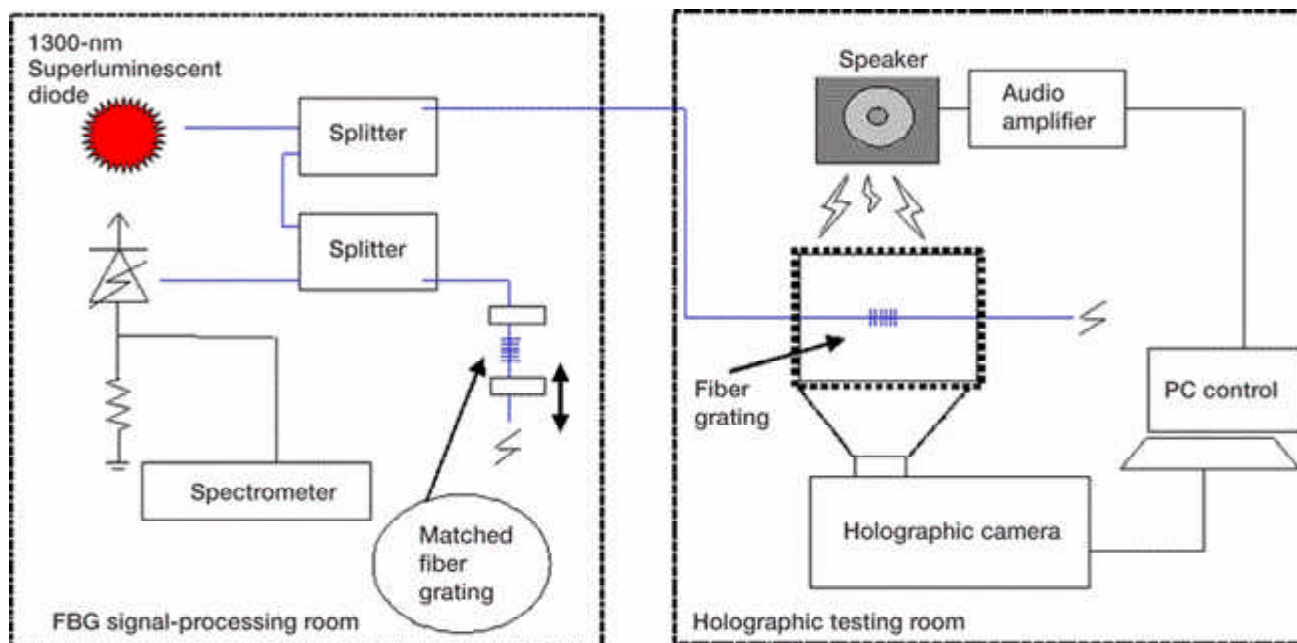 1300-nm
Superluminescent
diode
Splitter
Splitter
Spectrometer
Matched
fiber
grating
FBG signal-processing room
Speaker
Audio
amplifier
Fiber
grating
PC control
Holographic camera
Holographic testing room